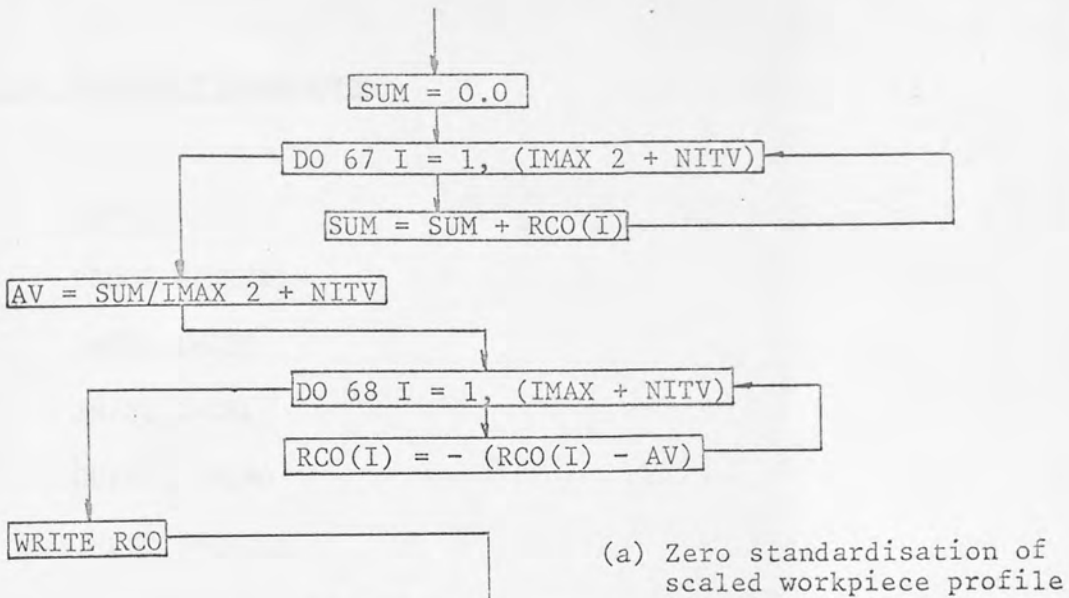 SUM = 0.0
DO 67 I = 1, (IMAX 2 + NITV)
SUM = SUM + RCO(I)
AV = SUM/IMAX 2 + NITV
DO 68 I = 1, (IMAX + NITV)
RCO(I) = - (RCO(I) - AV)
WRITE RCO
(a) Zero standardisation of
scaled workpiece profile